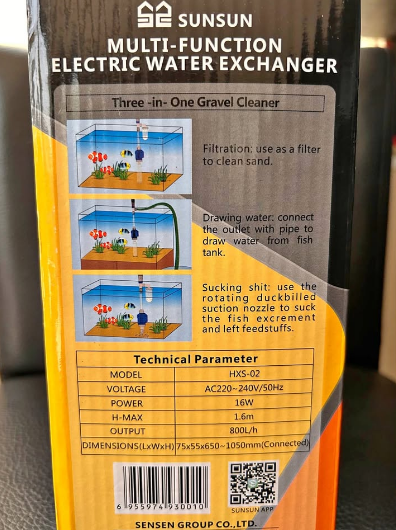 SUNSUN
MULTI-FUNCTION
ELECTRIC WATER EXCHANGER
Three -in- One Gravel Cleaner
Filtration: use as a filter
to clean sand.
Drawing water: connect
the outlet with pipe to
draw water from fish
tank.
Sucking shit: use the
rotating duckbilled
suction nozzle to suck
the fish excrement
and left feedstuffs.
Technical Parameter
MODEL HXS-02
VOLTAGE AC220~240V/50Hz
POWER 16W
H-MAX 1.6m
OUTPUT 800L/h
DIMENSIONS(LxWxH) 75x55x650~1050mm(Connected)
6 955974 930010
SUNSUN APP
SENSEN GROUP CO.,LTD.